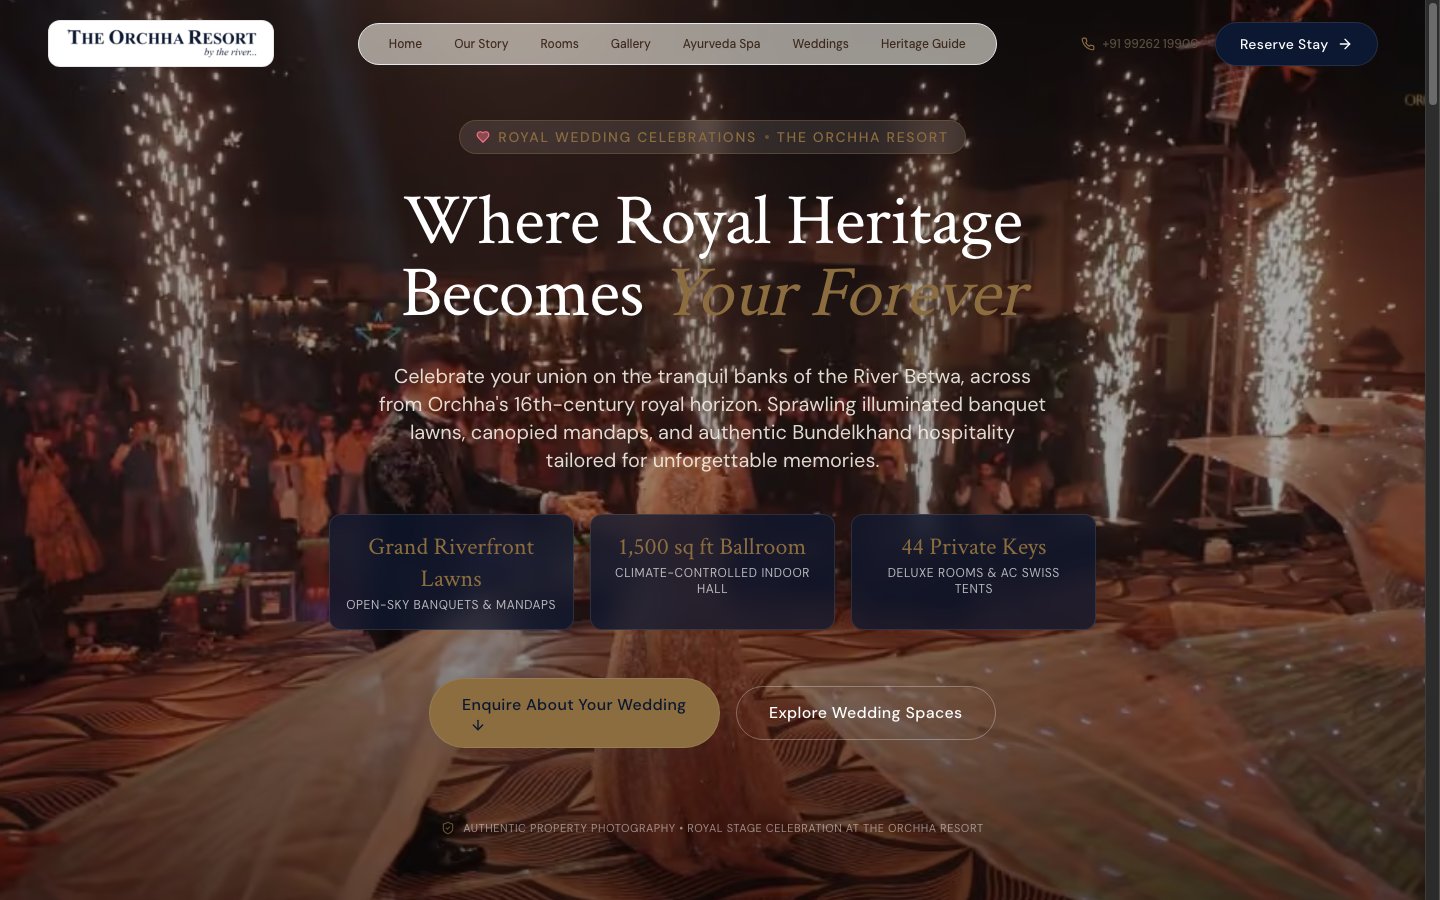 THE ORCHHA RESORT
by the river...
Home
Our Story
Rooms
Gallery
Ayurveda Spa
Weddings
Heritage Guide
+91 99262 19900
Reserve Stay
ROYAL WEDDING CELEBRATIONS • THE ORCHHA RESORT
Where Royal Heritage
Becomes Your Forever
Celebrate your union on the tranquil banks of the River Betwa, across
from Orchha's 16th-century royal horizon. Sprawling illuminated banquet
lawns, canopied mandaps, and authentic Bundelkhand hospitality
tailored for unforgettable memories.
Grand Riverfront
Lawns
OPEN-SKY BANQUETS & MANDAPS
1,500 sq ft Ballroom
CLIMATE-CONTROLLED INDOOR
HALL
44 Private Keys
DELUXE ROOMS & AC SWISS
TENTS
Enquire About Your Wedding
↓
Explore Wedding Spaces
AUTHENTIC PROPERTY PHOTOGRAPHY • ROYAL STAGE CELEBRATION AT THE ORCHHA RESORT